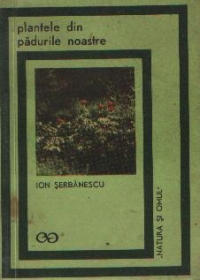 plantele din
pădurile noastre
ION ŞERBĂNESCU
„NATURA ŞI OMUL"